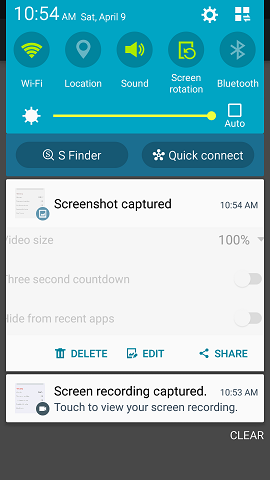 10:54 AM Sat, April 9
Wi-Fi
Location
Sound
Screen
rotation
Bluetooth
Auto
S Finder
Quick connect
Screenshot captured 10:54 AM
Video size 100%
Three second countdown
Hide from recent apps
DELETE
EDIT
SHARE
Screen recording captured. 10:53 AM
Touch to view your screen recording.
CLEAR